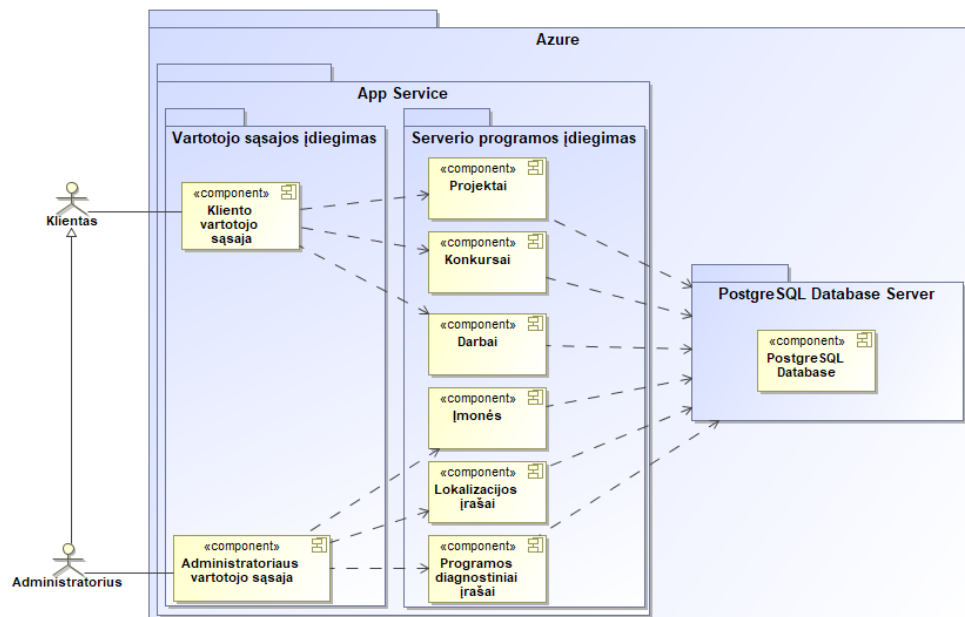 Azure
App Service
Vartotojo sąsajos įdiegimas
Serverio programos įdiegimas
«component»
Kliento
vartotojo
sąsaja
«component»
Projektai
«component»
Konkursai
«component»
Darbai
«component»
Įmonės
«component»
Lokalizacijos
įrašai
«component»
Administratoriaus
vartotojo sąsaja
«component»
Programos
diagnostiniai
įrašai
Klientas
Administratorius
PostgreSQL Database Server
«component»
PostgreSQL
Database